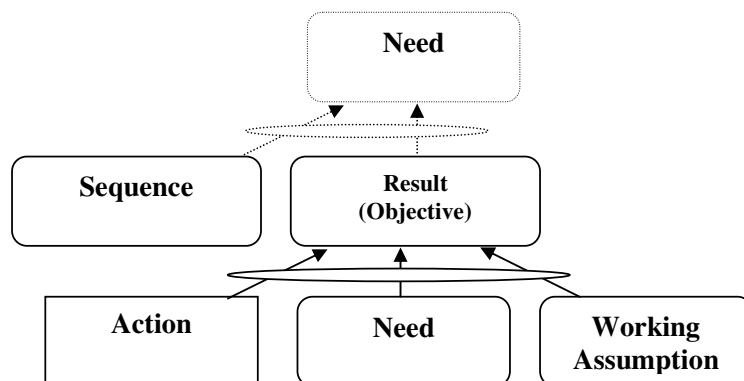 Need
Sequence
Result
(Objective)
Action
Need
Working
Assumption